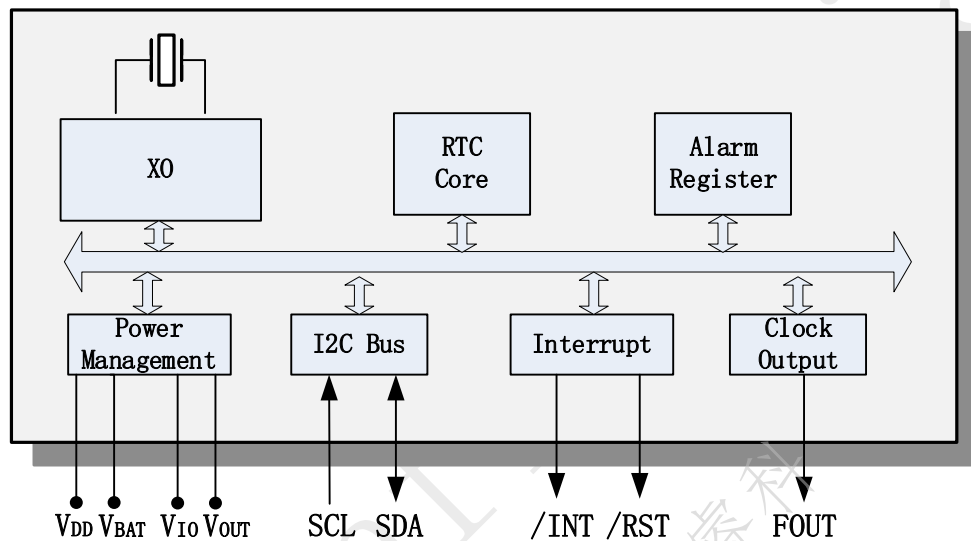 XO
RTC
Core
Alarm
Register
Power
Management
I2C Bus
Interrupt
Clock
Output
VDD VBAT VIO VOUT SCL SDA /INT /RST FOUT